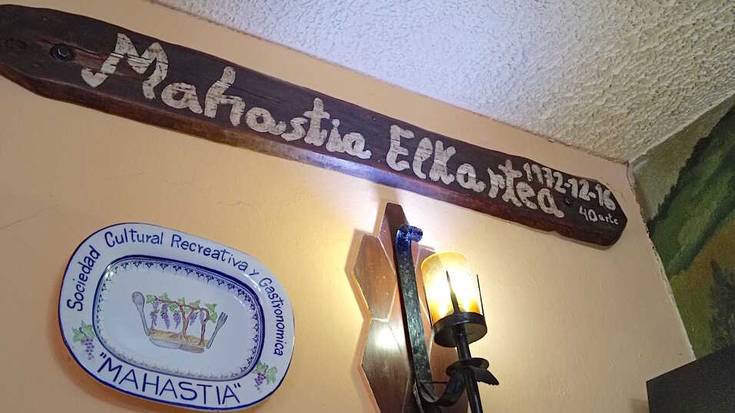 Mahastia Elkartea
1972-12-16
40 urte
Sociedad Cultural Recreativa y Gastronomica
"MAHASTIA"